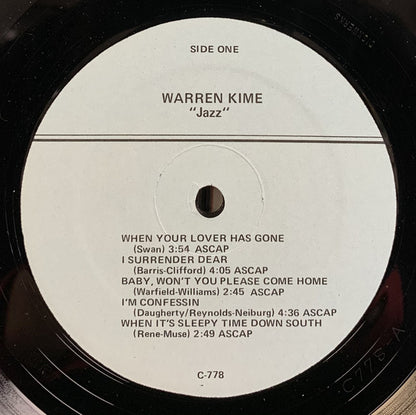 SIDE ONE
WARREN KIME
"Jazz"
WHEN YOUR LOVER HAS GONE
(Swan) 3:54 ASCAP
I SURRENDER DEAR
(Barris-Clifford) 4:05 ASCAP
BABY, WON'T YOU PLEASE COME HOME
(Warfield-Williams) 2:45 ASCAP
I'M CONFESSIN
(Daugherty/Reynolds-Neiburg) 4:36 ASCAP
WHEN IT'S SLEEPY TIME DOWN SOUTH
(Rene-Muse) 2:49 ASCAP
C-778
C778-A